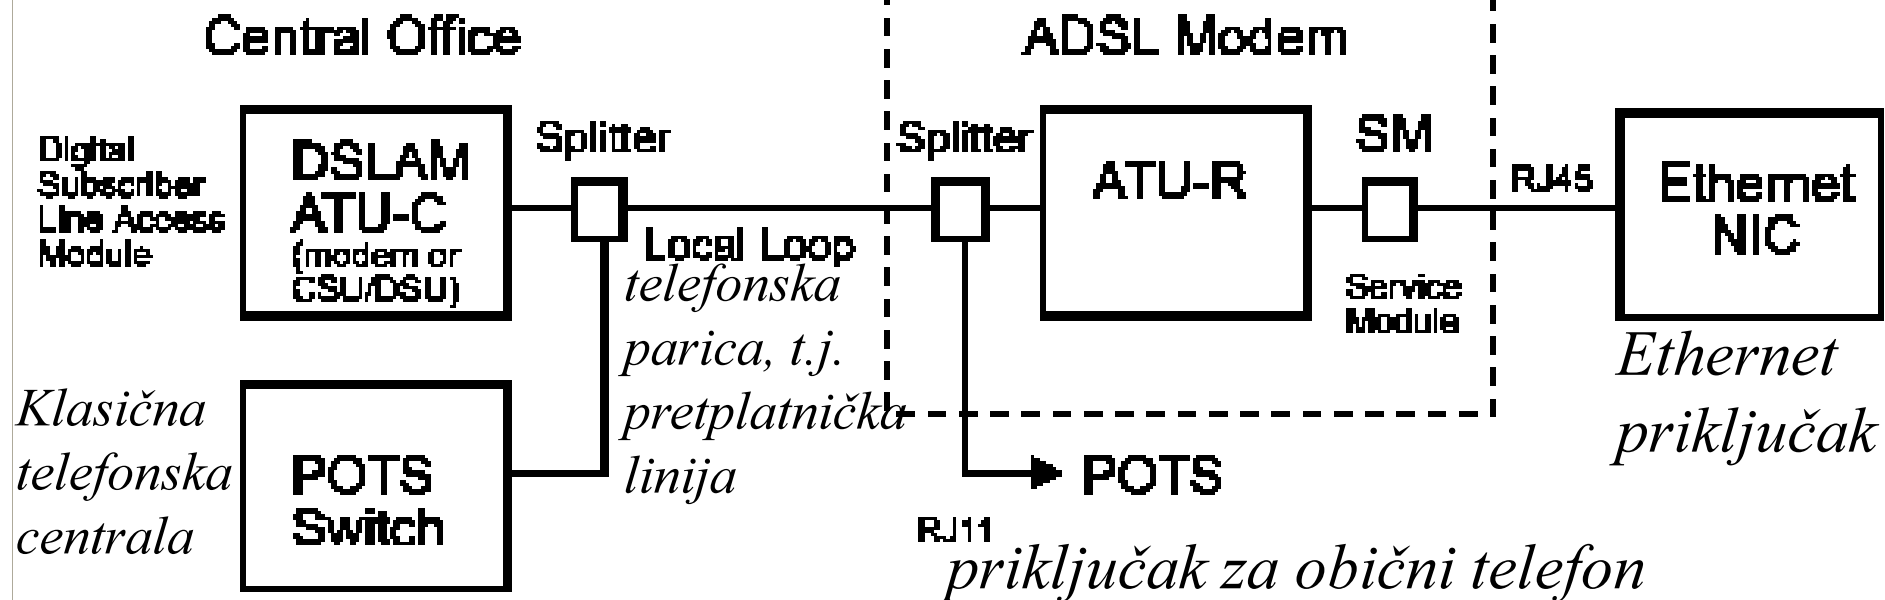 Central Office
ADSL Modem
Digital
Subscriber
Line Access
Module
DSLAM
ATU-C
(modem or
CSU/DSU)
Splitter
Local Loop
telefonska
parica, t.j.
pretplatnička
linija
Splitter
ATU-R
SM
Service
Module
RJ45
Ethernet
NIC
Ethernet
priključak
Klasična
telefonska
centrala
POTS
Switch
POTS
RJ11
priključak za obični telefon